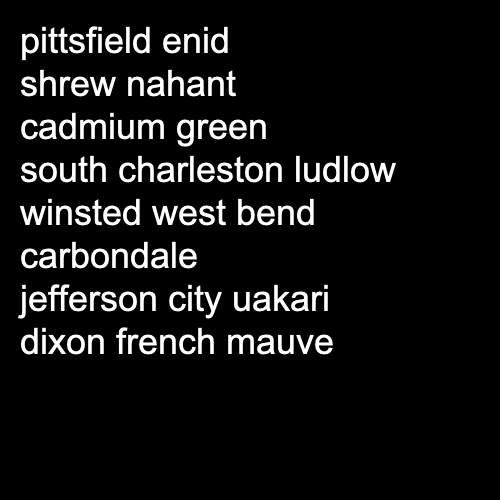 pittsfield enid
shrew nahant
cadmium green
south charleston ludlow
winsted west bend
carbondale
jefferson city uakari
dixon french mauve